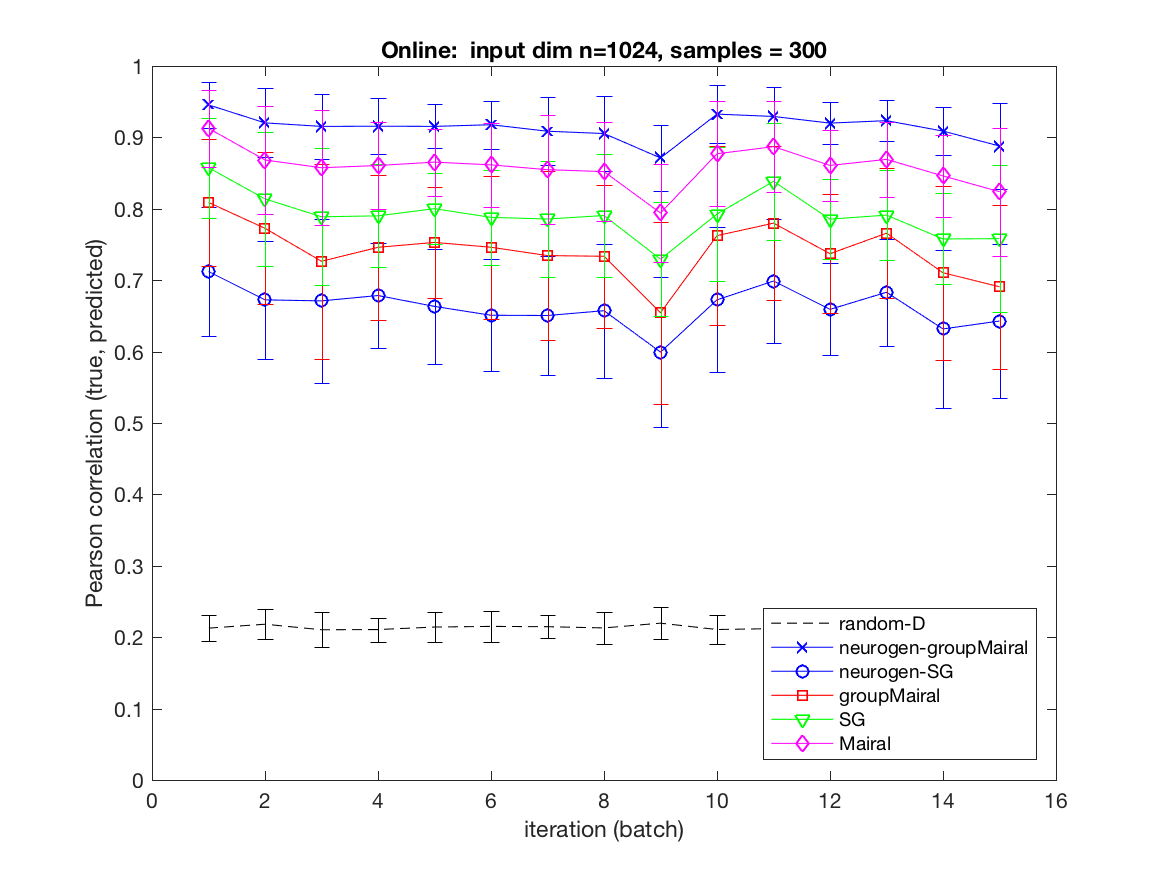 Online:  input dim n=1024, samples = 300
Pearson correlation (true, predicted)
1
0.9
0.8
0.7
0.6
0.5
0.4
0.3
0.2
0.1
0
0 2 4 6 8 10 12 14 16
iteration (batch)
random-D
neurogen-groupMairal
neurogen-SG
groupMairal
SG
Mairal